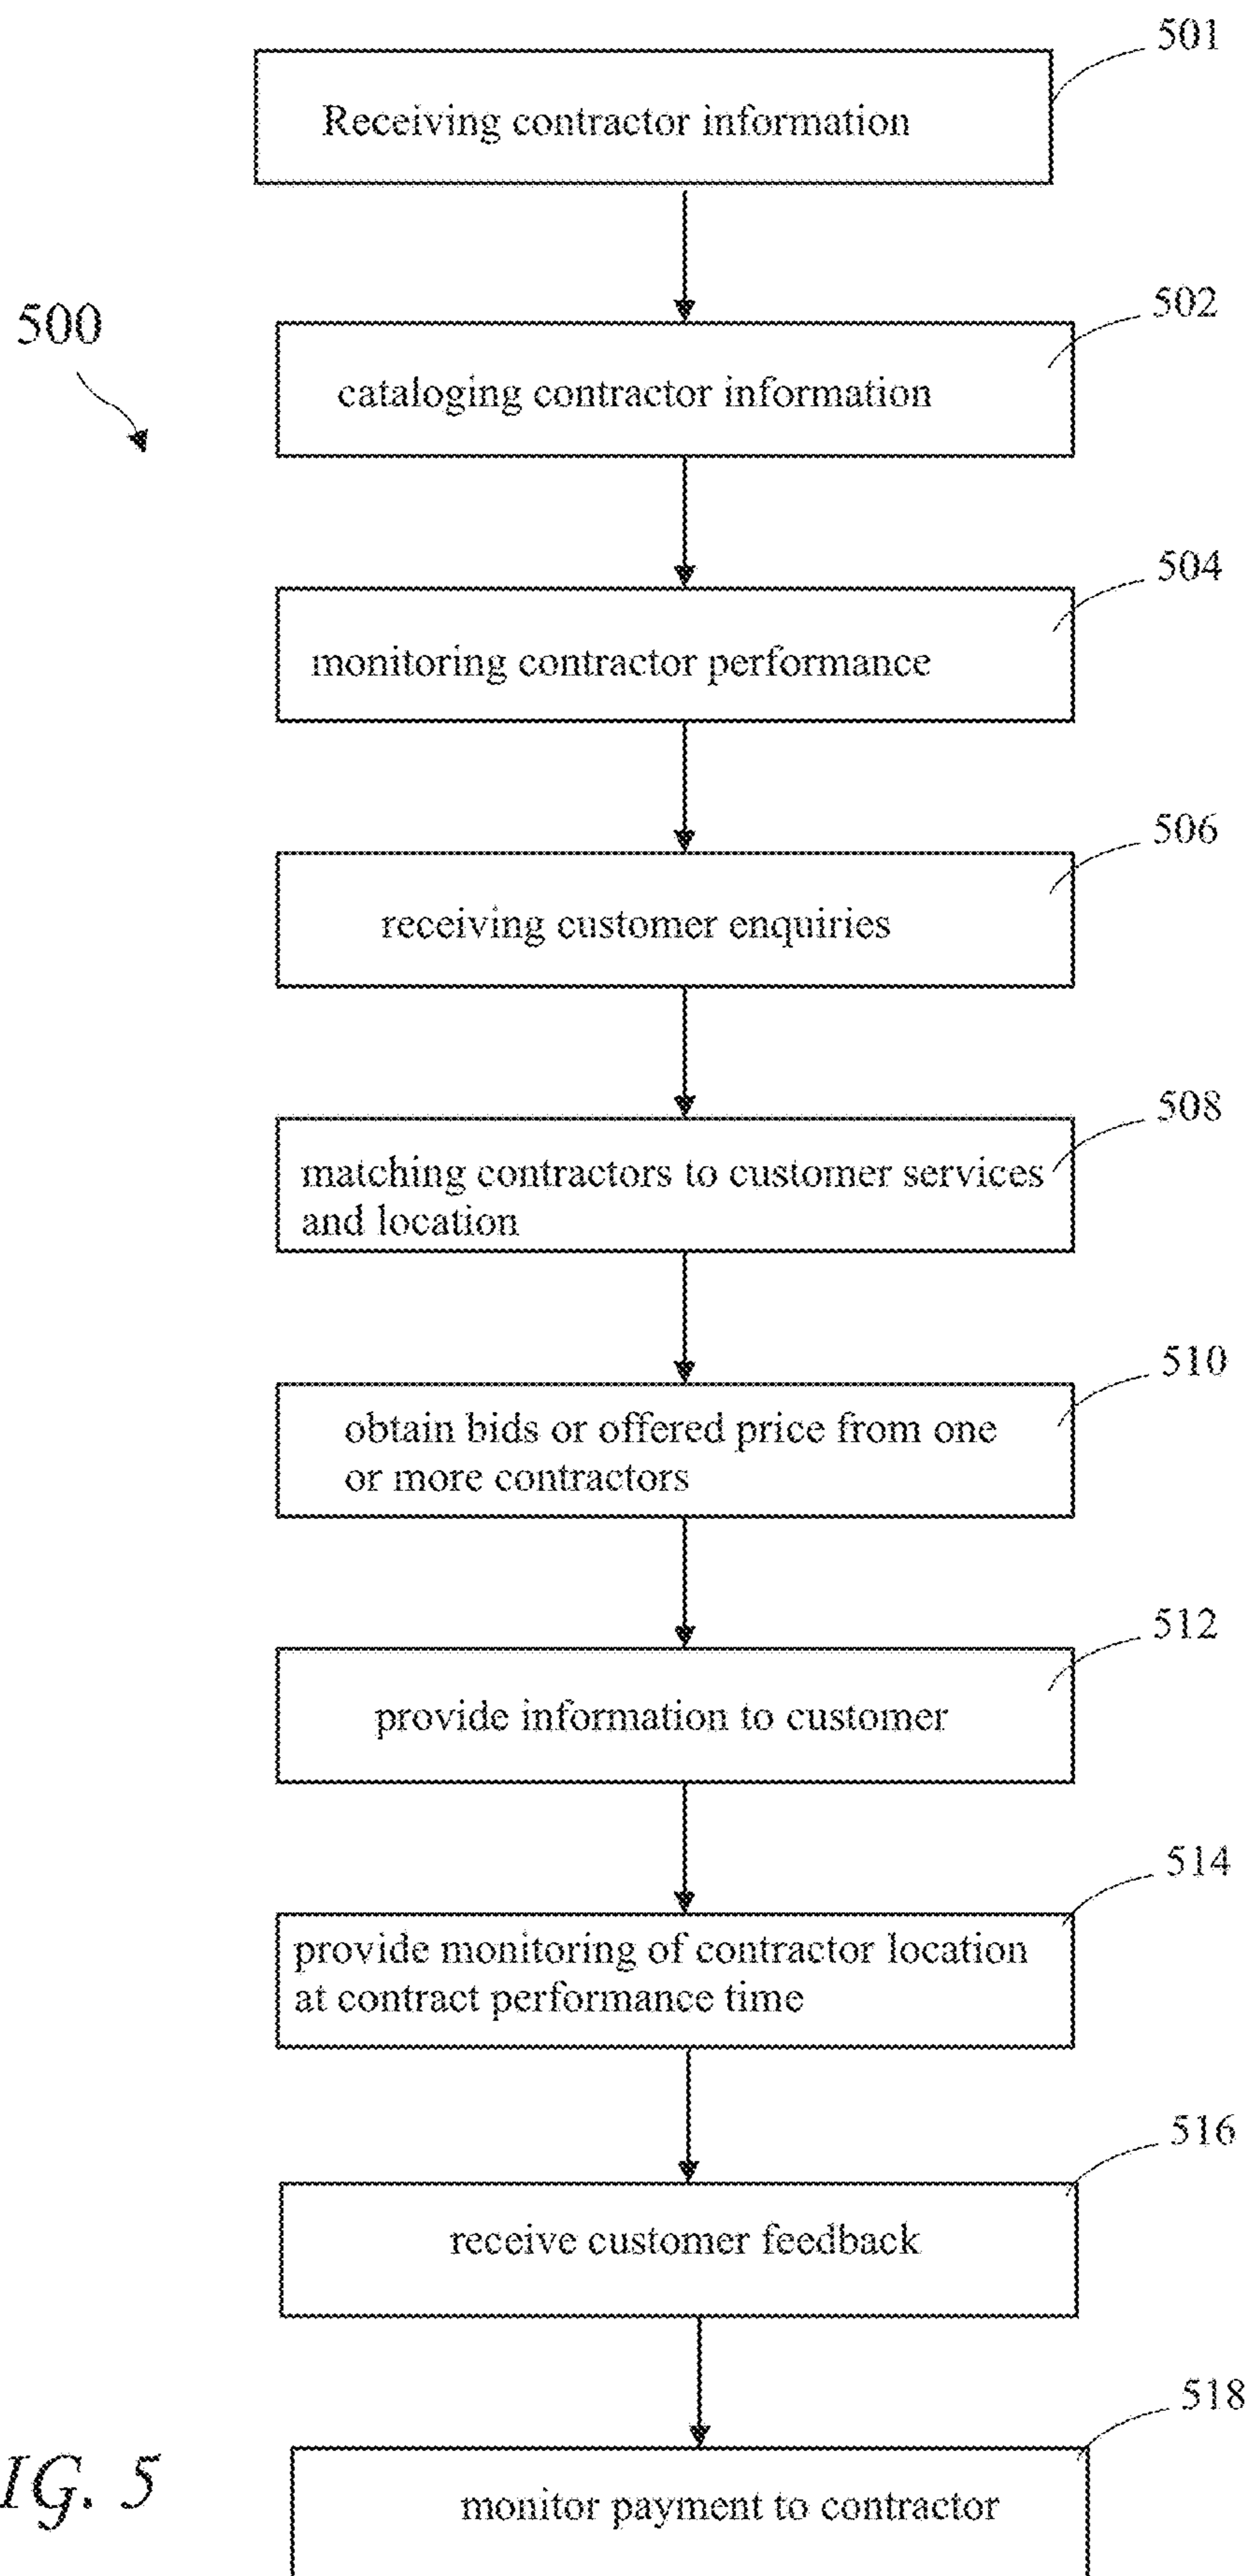 501
Receiving contractor information
500
502
cataloging contractor information
504
monitoring contractor performance
506
receiving customer enquiries
508
matching contractors to customer services
and location
510
obtain bids or offered price from one
or more contractors
512
provide information to customer
514
provide monitoring of contractor location
at contract performance time
516
receive customer feedback
518
monitor payment to contractor
IG. 5